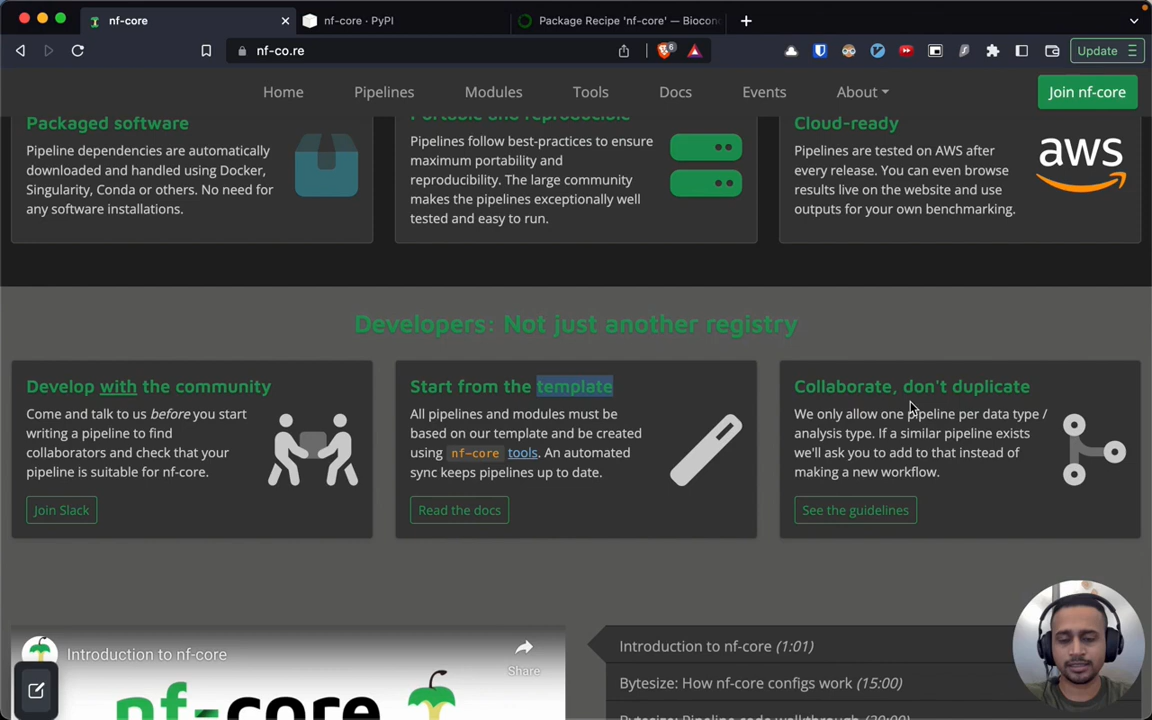 nf-core
nf-core · PyPI
Package Recipe 'nf-core' — Biocon
nf-co.re
6
Update
Home
Pipelines
Modules
Tools
Docs
Events
About
Join nf-core
Packaged software
Pipeline dependencies are automatically
downloaded and handled using Docker,
Singularity, Conda or others. No need for
any software installations.
Portable and reproducible
Pipelines follow best-practices to ensure
maximum portability and
reproducibility. The large community
makes the pipelines exceptionally well
tested and easy to run.
Cloud-ready
Pipelines are tested on AWS after
every release. You can even browse
results live on the website and use
outputs for your own benchmarking.
aws
Developers: Not just another registry
Develop with the community
Come and talk to us before you start
writing a pipeline to find
collaborators and check that your
pipeline is suitable for nf-core.
Join Slack
Start from the template
All pipelines and modules must be
based on our template and be created
using nf-core tools. An automated
sync keeps pipelines up to date.
Read the docs
Collaborate, don't duplicate
We only allow one pipeline per data type /
analysis type. If a similar pipeline exists
we'll ask you to add to that instead of
making a new workflow.
See the guidelines
Introduction to nf-core
Share
nf-core
Introduction to nf-core (1:01)
Bytesize: How nf-core configs work (15:00)
Bytesize: Pipeline code walkthrough